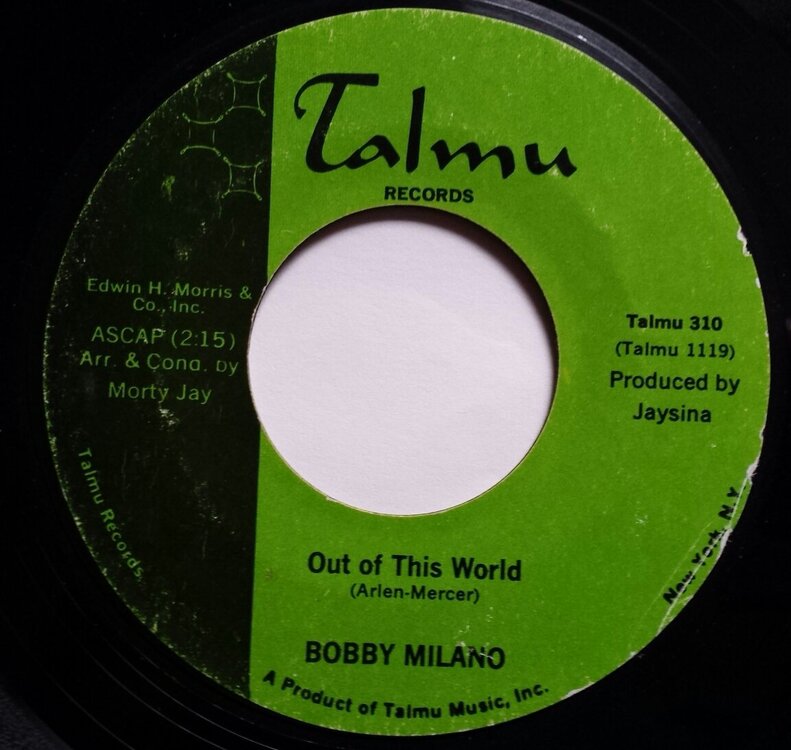 Talmu
RECORDS
Edwin H. Morris &
Co., Inc.
ASCAP (2:15)
Arr. & Cond. by
Morty Jay
Talmu 310
(Talmu 1119)
Produced by
Jaysina
Out of This World
(Arlen-Mercer)
BOBBY MILANO
Talmu Records,
A Product of Talmu Music, Inc.
New York, N.Y.